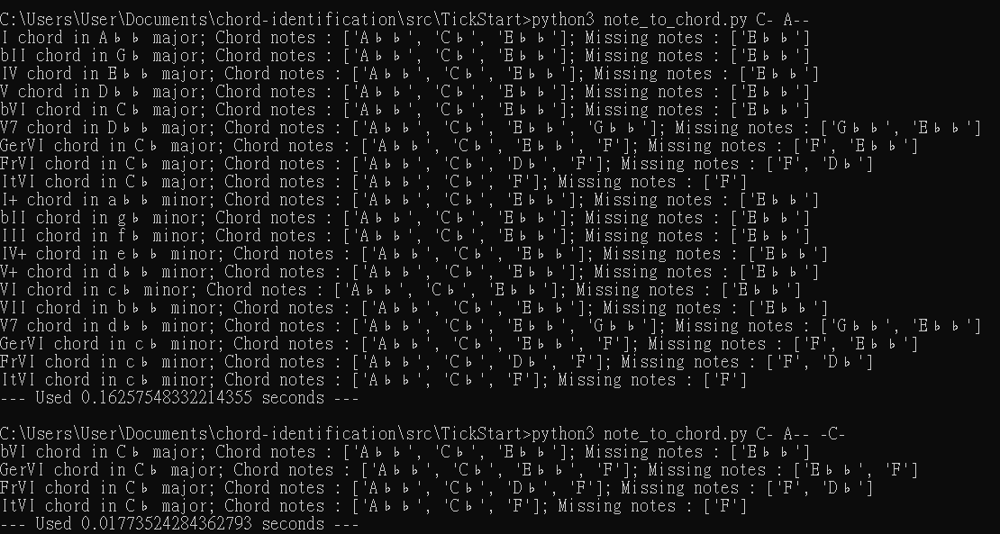 C:\Users\User\Documents\chord-identification\src\TickStart>python3 note_to_chord.py C- A--
I chord in A♭♭ major; Chord notes : ['A♭♭', 'C♭', 'E♭♭']; Missing notes : ['E♭♭']
bII chord in G♭ major; Chord notes : ['A♭♭', 'C♭', 'E♭♭']; Missing notes : ['E♭♭']
IV chord in E♭♭ major; Chord notes : ['A♭♭', 'C♭', 'E♭♭']; Missing notes : ['E♭♭']
V chord in D♭♭ major; Chord notes : ['A♭♭', 'C♭', 'E♭♭']; Missing notes : ['E♭♭']
bVI chord in C♭ major; Chord notes : ['A♭♭', 'C♭', 'E♭♭']; Missing notes : ['E♭♭']
V7 chord in D♭♭ major; Chord notes : ['A♭♭', 'C♭', 'E♭♭', 'G♭♭']; Missing notes : ['G♭♭', 'E♭♭']
GerVI chord in C♭ major; Chord notes : ['A♭♭', 'C♭', 'E♭♭', 'F']; Missing notes : ['F', 'E♭♭']
FrVI chord in C♭ major; Chord notes : ['A♭♭', 'C♭', 'D♭', 'F']; Missing notes : ['F', 'D♭']
ItVI chord in C♭ major; Chord notes : ['A♭♭', 'C♭', 'F']; Missing notes : ['F']
I+ chord in a♭♭ minor; Chord notes : ['A♭♭', 'C♭', 'E♭♭']; Missing notes : ['E♭♭']
bII chord in g♭ minor; Chord notes : ['A♭♭', 'C♭', 'E♭♭']; Missing notes : ['E♭♭']
III chord in f♭ minor; Chord notes : ['A♭♭', 'C♭', 'E♭♭']; Missing notes : ['E♭♭']
IV+ chord in e♭♭ minor; Chord notes : ['A♭♭', 'C♭', 'E♭♭']; Missing notes : ['E♭♭']
V+ chord in d♭♭ minor; Chord notes : ['A♭♭', 'C♭', 'E♭♭']; Missing notes : ['E♭♭']
VI chord in c♭ minor; Chord notes : ['A♭♭', 'C♭', 'E♭♭']; Missing notes : ['E♭♭']
VII chord in b♭♭ minor; Chord notes : ['A♭♭', 'C♭', 'E♭♭']; Missing notes : ['E♭♭']
V7 chord in d♭♭ minor; Chord notes : ['A♭♭', 'C♭', 'E♭♭', 'G♭♭']; Missing notes : ['G♭♭', 'E♭♭']
GerVI chord in c♭ minor; Chord notes : ['A♭♭', 'C♭', 'E♭♭', 'F']; Missing notes : ['F', 'E♭♭']
FrVI chord in c♭ minor; Chord notes : ['A♭♭', 'C♭', 'D♭', 'F']; Missing notes : ['F', 'D♭']
ItVI chord in c♭ minor; Chord notes : ['A♭♭', 'C♭', 'F']; Missing notes : ['F']
--- Used 0.16257548332214355 seconds ---
C:\Users\User\Documents\chord-identification\src\TickStart>python3 note_to_chord.py C- A-- -C-
bVI chord in C♭ major; Chord notes : ['A♭♭', 'C♭', 'E♭♭']; Missing notes : ['E♭♭']
GerVI chord in C♭ major; Chord notes : ['A♭♭', 'C♭', 'E♭♭', 'F']; Missing notes : ['E♭♭', 'F']
FrVI chord in C♭ major; Chord notes : ['A♭♭', 'C♭', 'D♭', 'F']; Missing notes : ['F', 'D♭']
ItVI chord in C♭ major; Chord notes : ['A♭♭', 'C♭', 'F']; Missing notes : ['F']
--- Used 0.01773524284362793 seconds ---